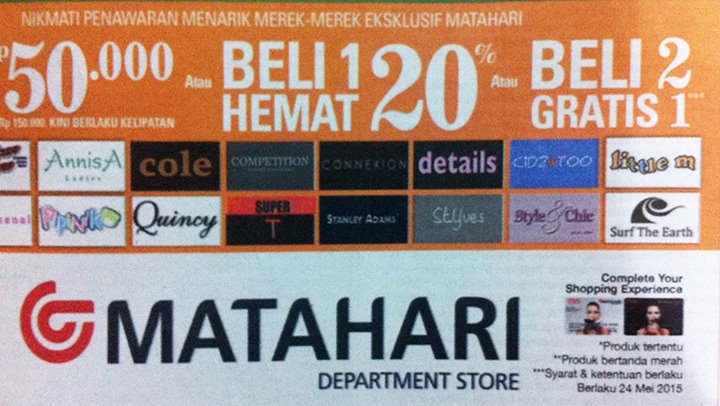 NIKMATI PENAWARAN MENARIK MEREK-MEREK EKSKLUSIF MATAHARI
Rp50.000 Atau BELI 1 HEMAT 20% Atau BELI 2 GRATIS 1***
Rp 150.000. KINI BERLAKU KELIPATAN
AnnisA Ladies cole COMPETITION CONNEXION details KIDZ TOO little m
Quincy SUPER T STANLEY ADAMS St.Yves Style & Chic Surf The Earth
MATAHARI
DEPARTMENT STORE
Complete Your
Shopping Experience
*Produk tertentu
**Produk bertanda merah
***Syarat & ketentuan berlaku
Berlaku 24 Mei 2015